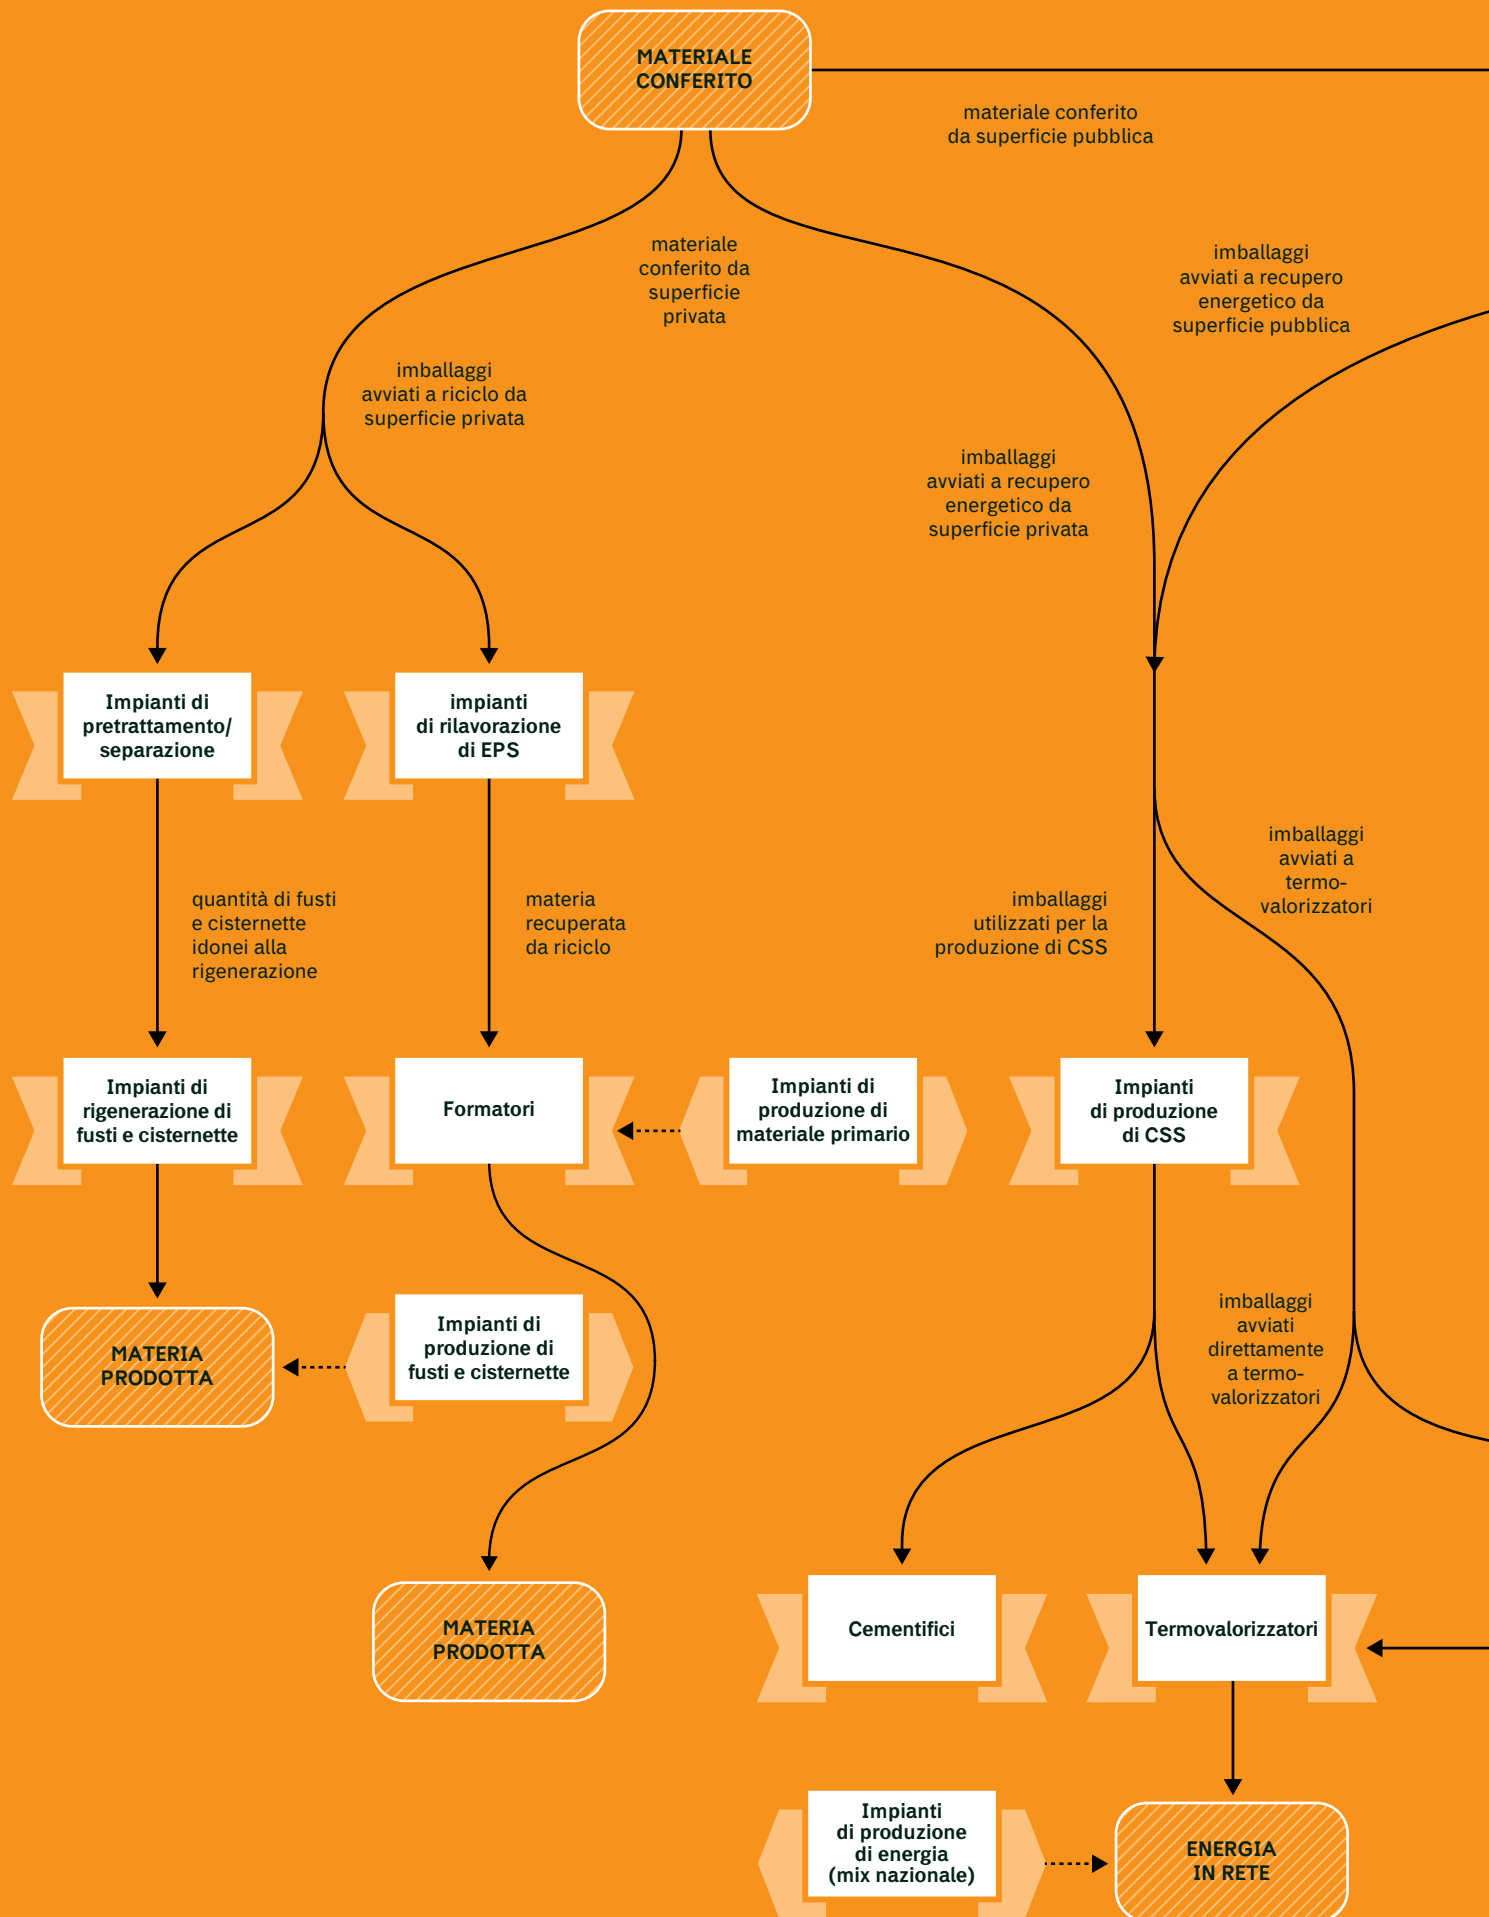 MATERIALE
CONFERITO
materiale conferito
da superficie pubblica
materiale
conferito da
superficie
privata
imballaggi
avviati a recupero
energetico da
superficie pubblica
imballaggi
avviati a riciclo da
superficie privata
imballaggi
avviati a recupero
energetico da
superficie privata
Impianti di
pretrattamento/
separazione
impianti
di rilavorazione
di EPS
imballaggi
avviati a
termo-
valorizzatori
quantità di fusti
e cisternette
idonei alla
rigenerazione
materia
recuperata
da riciclo
imballaggi
utilizzati per la
produzione di CSS
Impianti di
rigenerazione di
fusti e cisternette
Formatori
Impianti di
produzione di
materiale primario
Impianti
di produzione
di CSS
imballaggi
avviati
direttamente
a termo-
valorizzatori
MATERIA
PRODOTTA
Impianti di
produzione di
fusti e cisternette
MATERIA
PRODOTTA
Cementifici
Termovalorizzatori
Impianti
di produzione
di energia
(mix nazionale)
ENERGIA
IN RETE